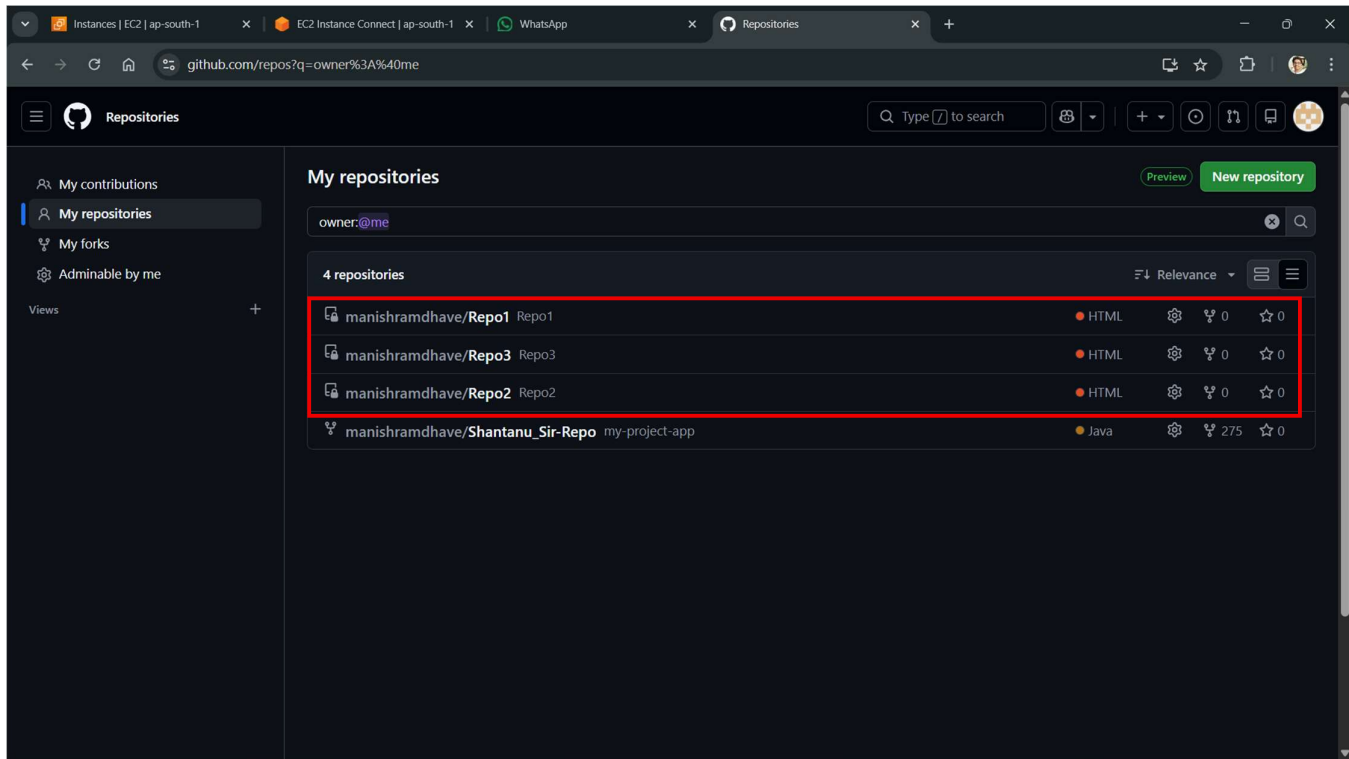 Instances | EC2 | ap-south-1
EC2 Instance Connect | ap-south-1
WhatsApp
Repositories
github.com/repos?q=owner%3A%40me
Repositories
Type / to search
My contributions
My repositories
My forks
Adminable by me
Views
My repositories
Preview
New repository
owner:@me
4 repositories
Relevance
manishramdhave/Repo1 Repo1 HTML 0 0
manishramdhave/Repo3 Repo3 HTML 0 0
manishramdhave/Repo2 Repo2 HTML 0 0
manishramdhave/Shantanu_Sir-Repo my-project-app Java 275 0